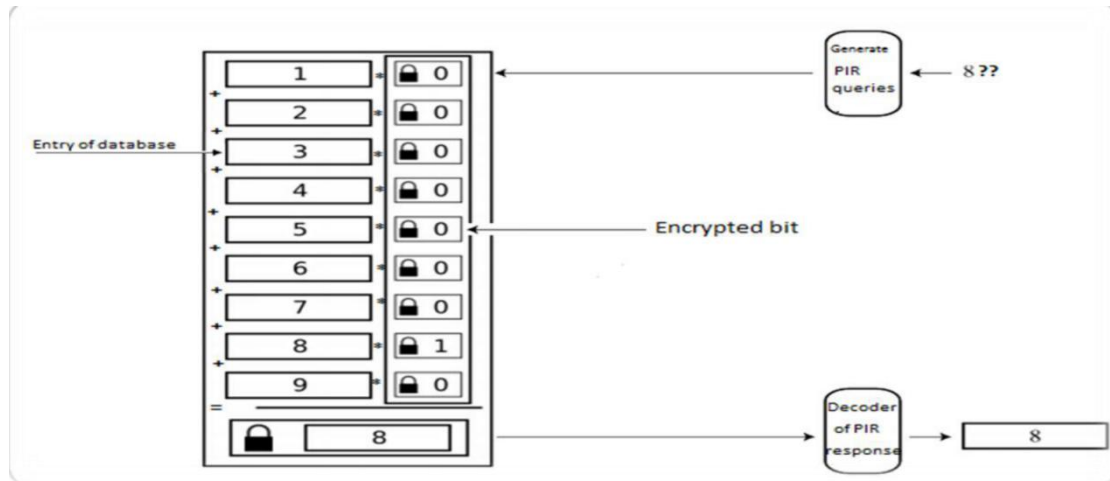 Generate
PIR
queries
8 ??
1 * 0
+
2 * 0
+
Entry of database
3 * 0
+
4 * 0
+
5 * 0
Encrypted bit
+
6 * 0
+
7 * 0
+
8 * 1
+
9 * 0
=
8
Decoder
of PIR
response
8